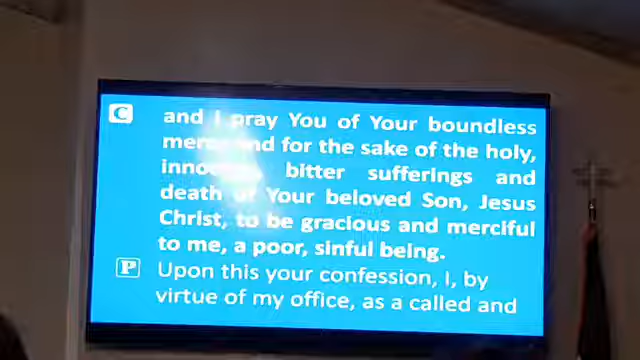 C and I pray You of Your boundless
and for the sake of the holy,
bitter sufferings and
death of Your beloved Son, Jesus
Christ, to be gracious and merciful
to me, a poor, sinful being.
P Upon this your confession, I, by
virtue of my office, as a called and